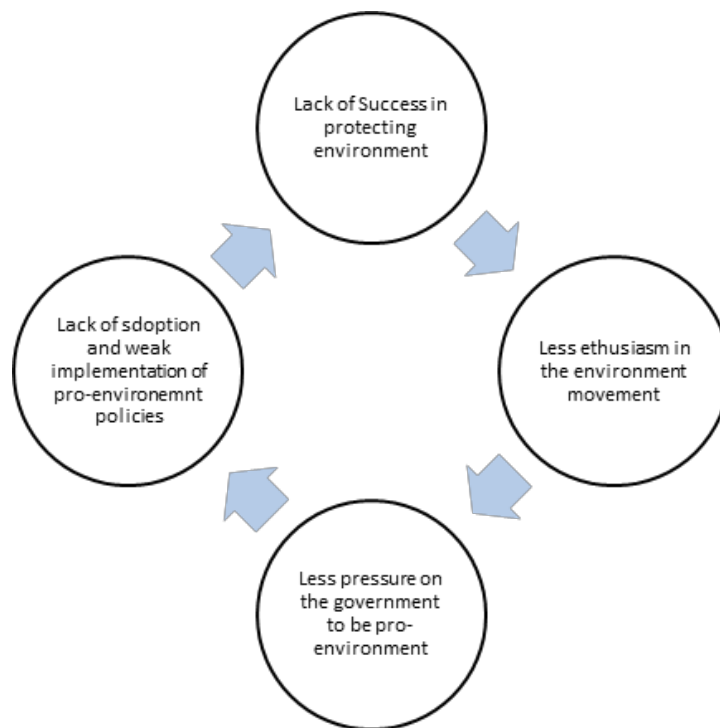 Lack of Success in
protecting
environment
Less ethusiasm in
the environment
movement
Less pressure on
the government
to be pro-
environment
Lack of sdoption
and weak
implementation of
pro-environemnt
policies